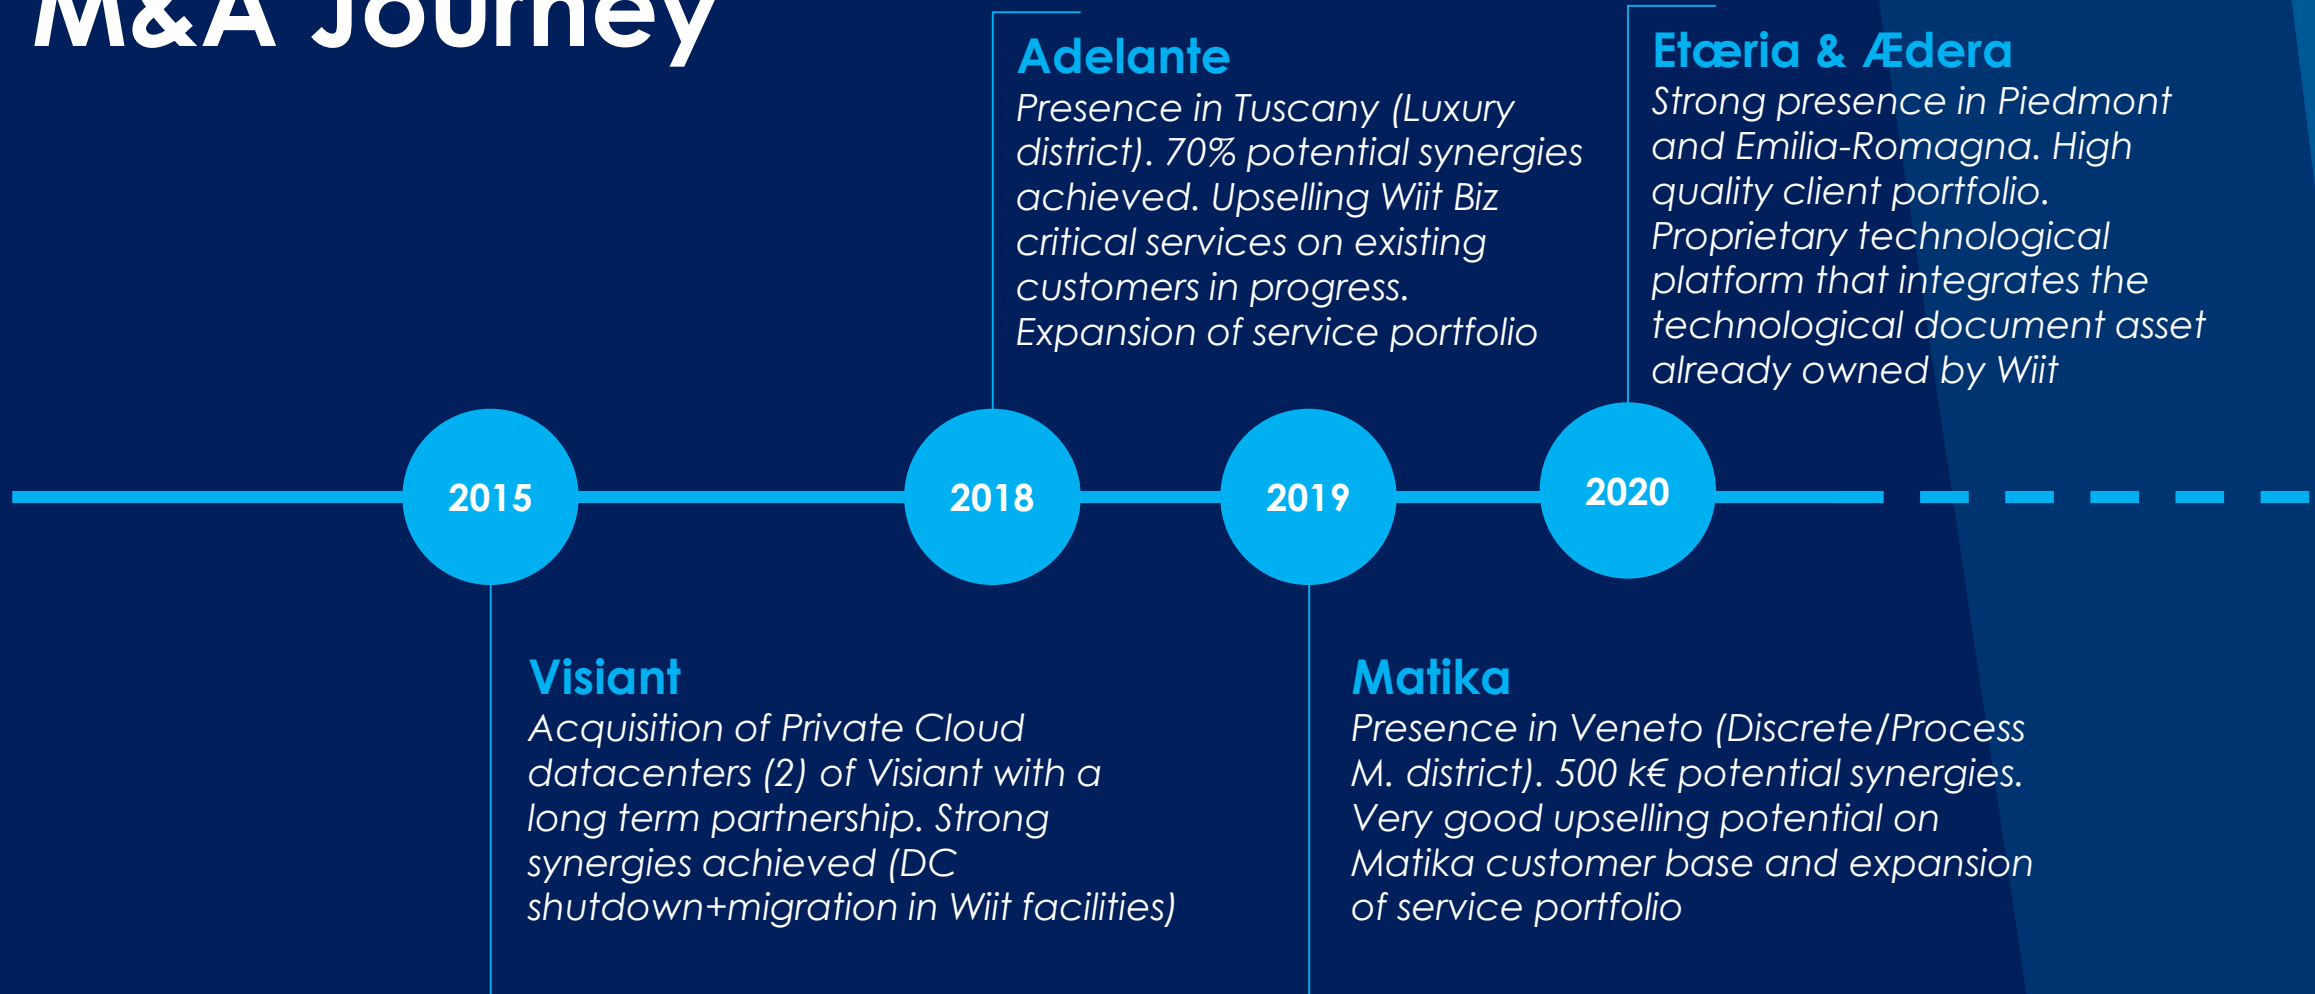 M&A Journey
Adelante
Presence in Tuscany (Luxury
district). 70% potential synergies
achieved. Upselling Wiit Biz
critical services on existing
customers in progress.
Expansion of service portfolio
Etæria & Ædera
Strong presence in Piedmont
and Emilia-Romagna. High
quality client portfolio.
Proprietary technological
platform that integrates the
technological document asset
already owned by Wiit
2015
2018
2019
2020
Visiant
Acquisition of Private Cloud
datacenters (2) of Visiant with a
long term partnership. Strong
synergies achieved (DC
shutdown+migration in Wiit facilities)
Matika
Presence in Veneto (Discrete/Process
M. district). 500 k€ potential synergies.
Very good upselling potential on
Matika customer base and expansion
of service portfolio